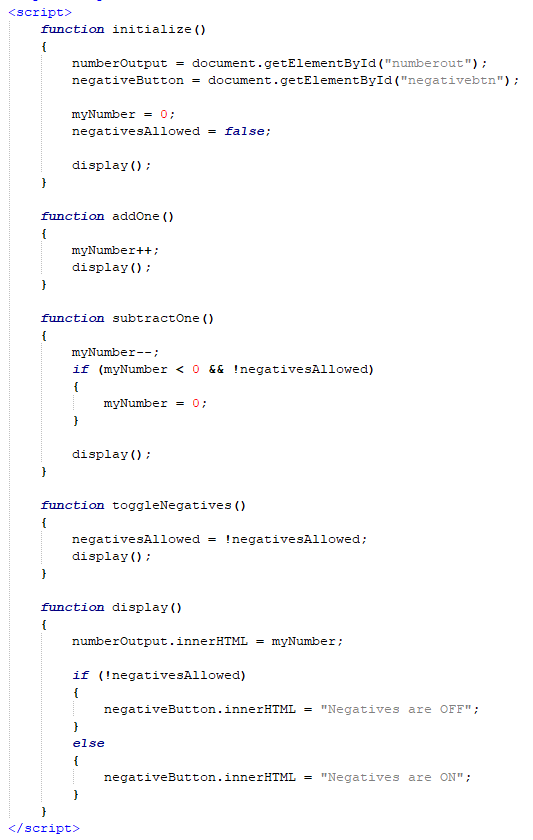 <script>
function initialize()
{
numberOutput = document.getElementById("numberout");
negativeButton = document.getElementById("negativebtn");
myNumber = 0;
negativesAllowed = false;
display();
}
function addOne()
{
myNumber++;
display();
}
function subtractOne()
{
myNumber--;
if (myNumber < 0 && !negativesAllowed)
{
myNumber = 0;
}
display();
}
function toggleNegatives()
{
negativesAllowed = !negativesAllowed;
display();
}
function display()
{
numberOutput.innerHTML = myNumber;
if (!negativesAllowed)
{
negativeButton.innerHTML = "Negatives are OFF";
}
else
{
negativeButton.innerHTML = "Negatives are ON";
}
}
</script>